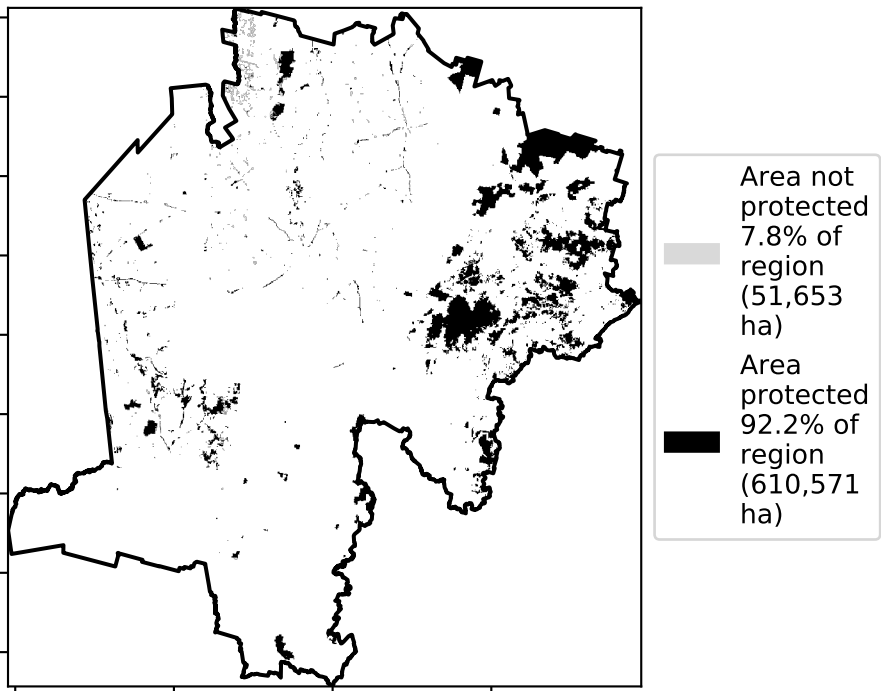 Area not
protected
7.8% of
region
(51,653
ha)
Area
protected
92.2% of
region
(610,571
ha)